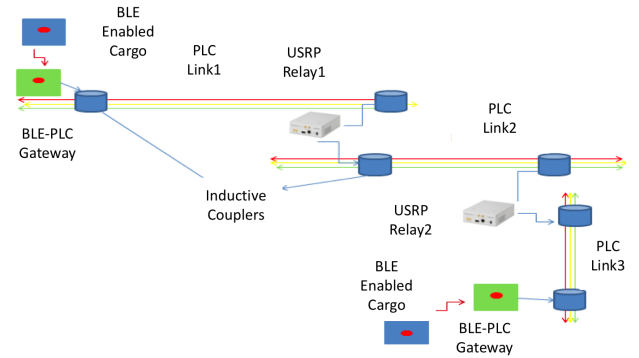 BLE
Enabled
Cargo
PLC
Link1
USRP
Relay1
PLC
Link2
BLE-PLC
Gateway
Inductive
Couplers
USRP
Relay2
PLC
Link3
BLE
Enabled
Cargo
BLE-PLC
Gateway